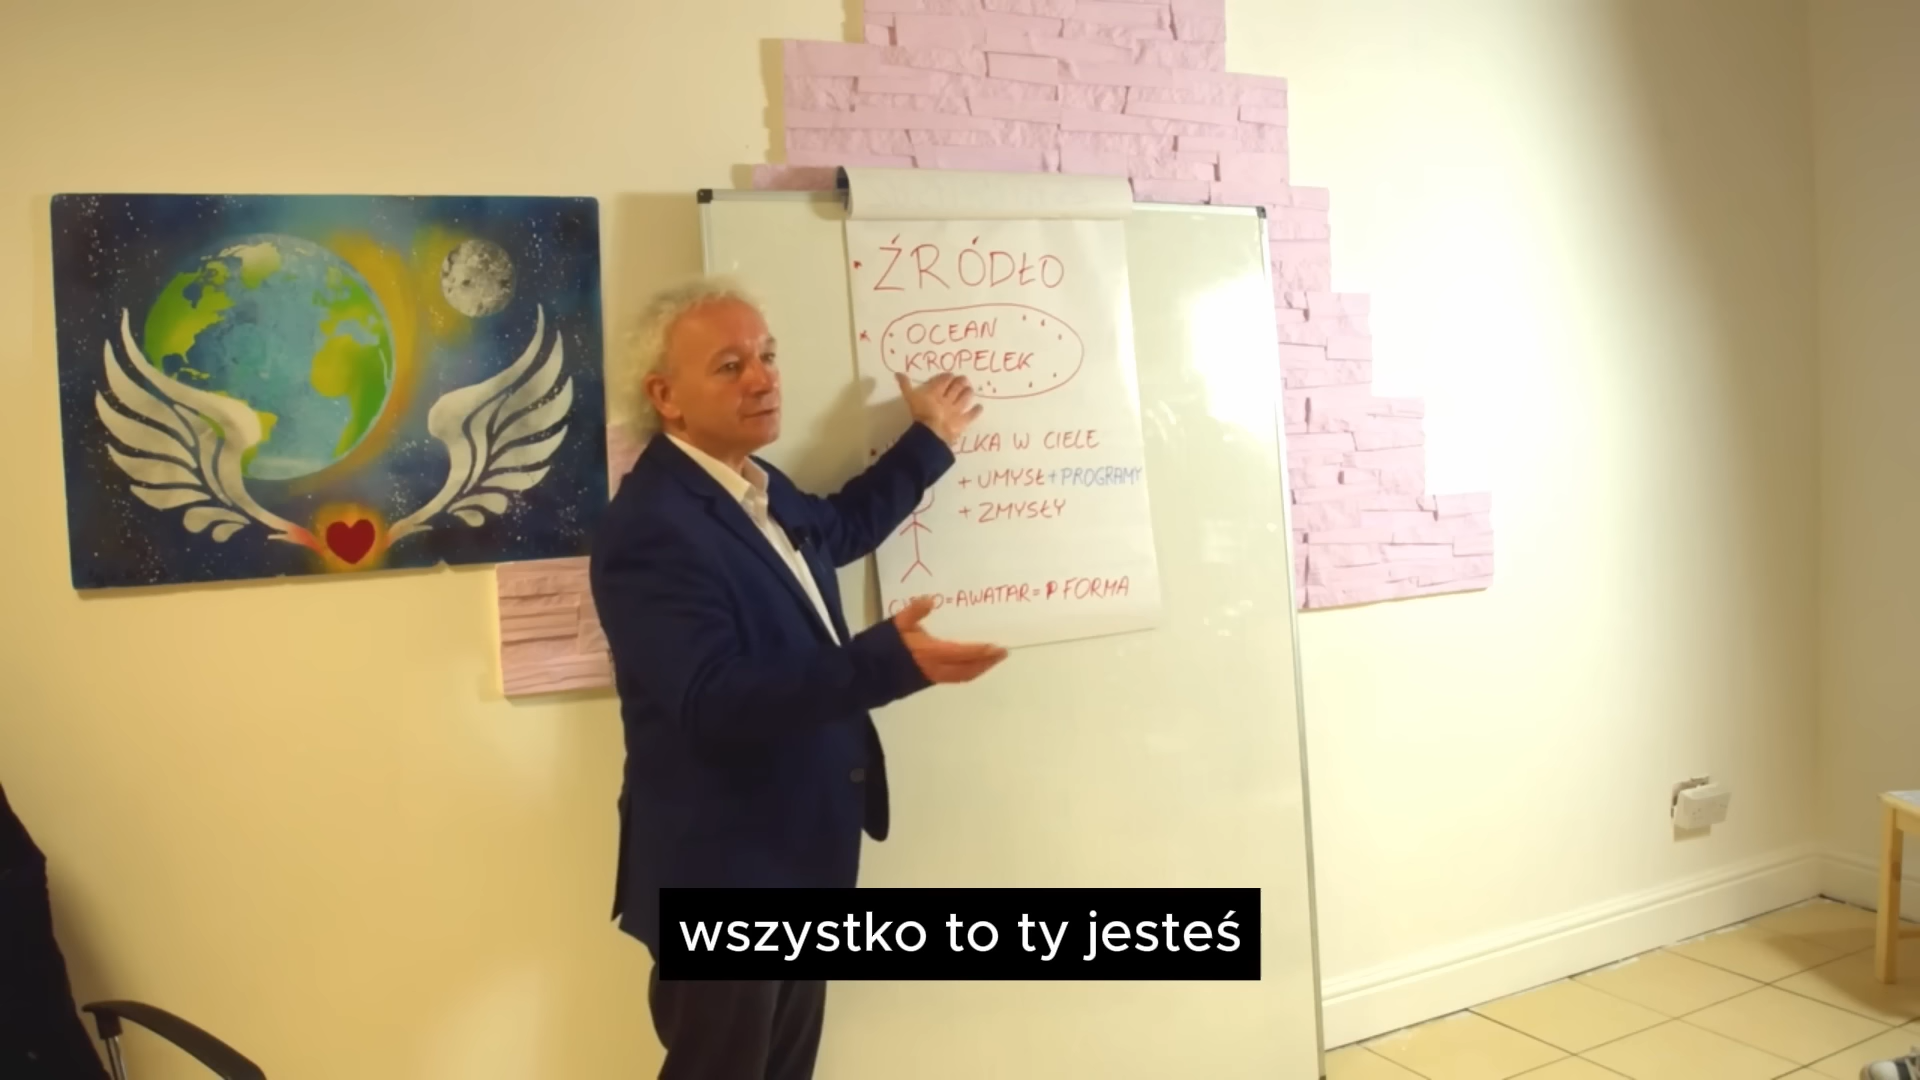 ŹRÓDŁO
OCEAN
KROPELEK
W CIELE
+ UMYSŁ + PROGRAMY
+ ZMYSŁY
=AWATAR= FORMA
wszystko to ty jesteś